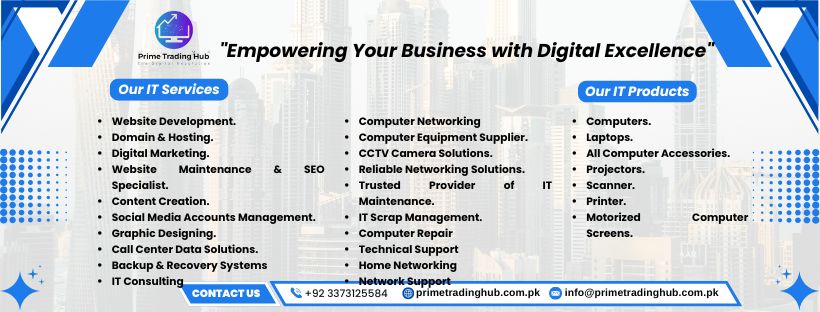 Prime Trading Hub
"Empowering Your Business with Digital Excellence"
Our IT Services
Website Development.
Domain & Hosting.
Digital Marketing.
Website Maintenance & SEO
Specialist.
Content Creation.
Social Media Accounts Management.
Graphic Designing.
Call Center Data Solutions.
Backup & Recovery Systems
IT Consulting
Computer Networking
Computer Equipment Supplier.
CCTV Camera Solutions.
Reliable Networking Solutions.
Trusted Provider of IT
Maintenance.
IT Scrap Management.
Computer Repair
Technical Support
Home Networking
Network Support
Our IT Products
Computers.
Laptops.
All Computer Accessories.
Projectors.
Scanner.
Printer.
Motorized Computer
Screens.
CONTACT US
+92 3373125584
primetradinghub.com.pk
info@primetradinghub.com.pk